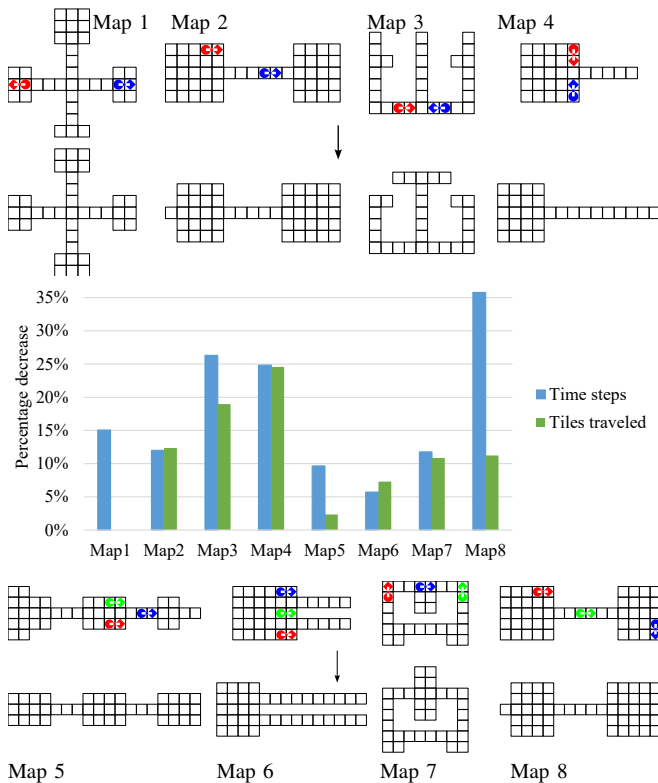 Map 1
Map 2
Map 3
Map 4
35%
30%
25%
20%
15%
10%
5%
0%
Percentage decrease
Time steps
Tiles traveled
Map1 Map2 Map3 Map4 Map5 Map6 Map7 Map8
Map 5
Map 6
Map 7
Map 8